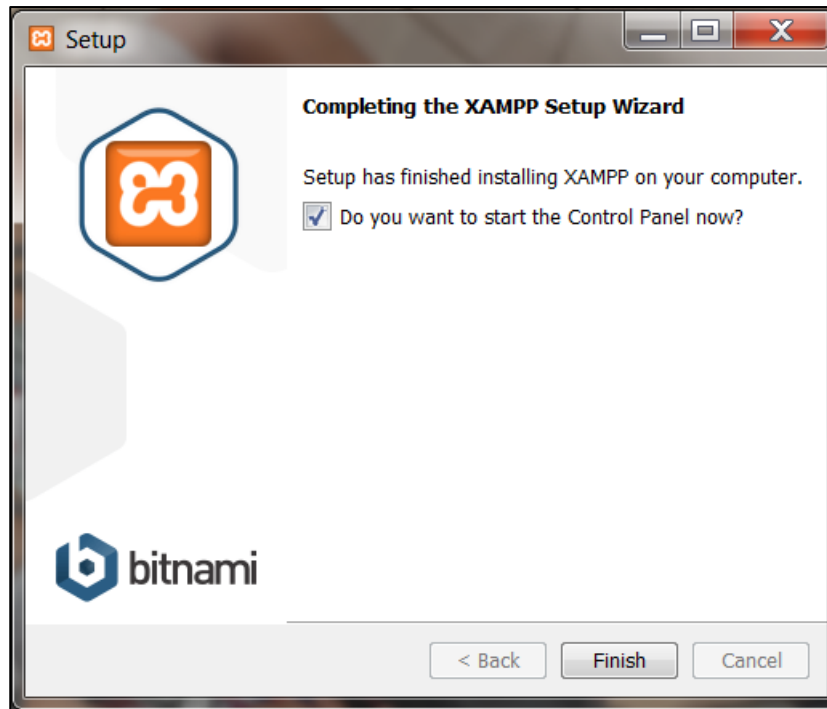 Setup
Completing the XAMPP Setup Wizard
Setup has finished installing XAMPP on your computer.
Do you want to start the Control Panel now?
bitnami
< Back
Finish
Cancel